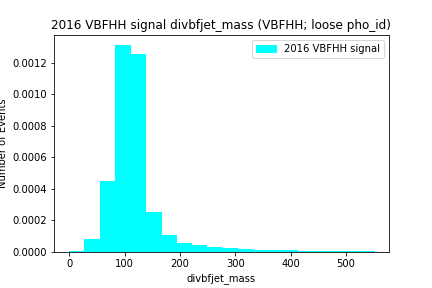 2016 VBFHH signal divbfjet_mass (VBFHH; loose pho_id)
2016 VBFHH signal
Number of Events
0.0012
0.0010
0.0008
0.0006
0.0004
0.0002
0.0000
0 100 200 300 400 500
divbfjet_mass